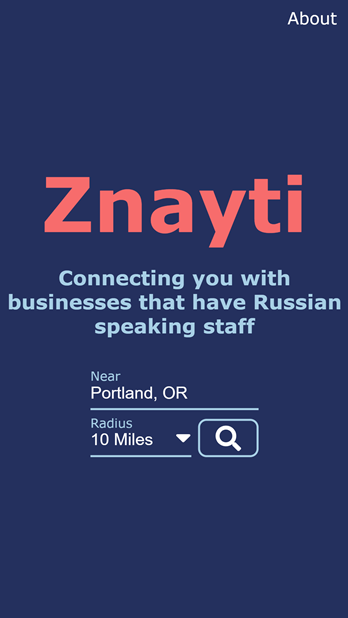 About
Znayti
Connecting you with
businesses that have Russian
speaking staff
Near
Portland, OR
Radius
10 Miles